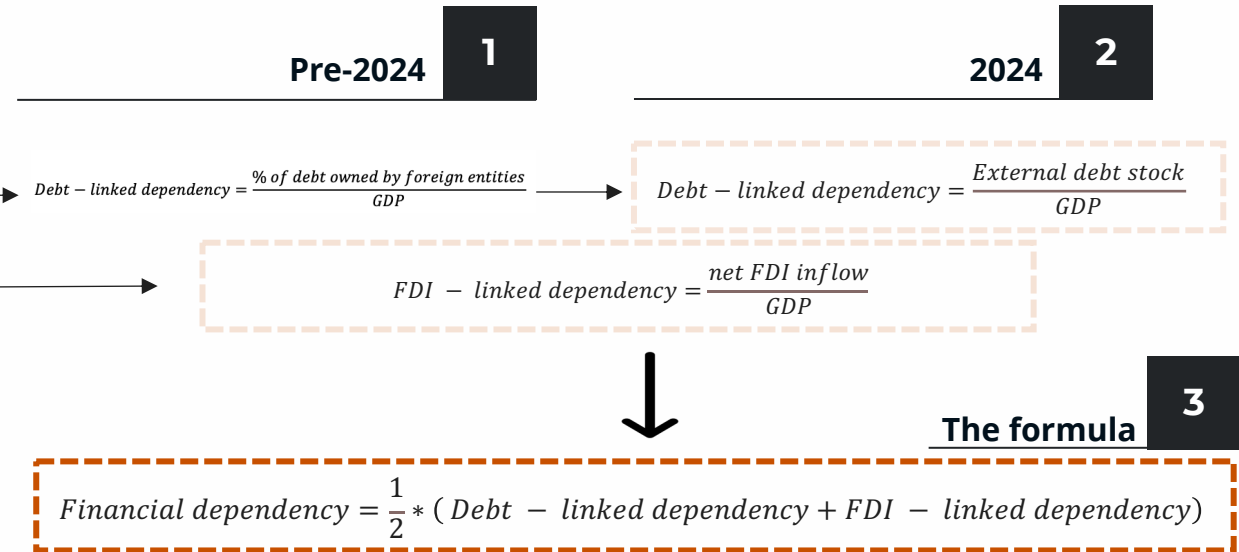 1
Pre-2024
2
2024
Debt − linked dependency = % of debt owned by foreign entities / GDP
Debt − linked dependency = External debt stock / GDP
FDI − linked dependency = net FDI inflow / GDP
3
The formula
Financial dependency = 1/2 * ( Debt − linked dependency + FDI − linked dependency)